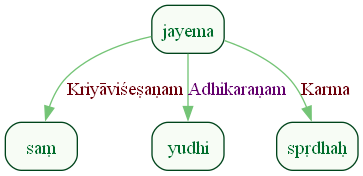 jayema
Kriyāviśeṣaṇam Adhikaraṇam Karma
saṃ yudhi spṛdhaḥ